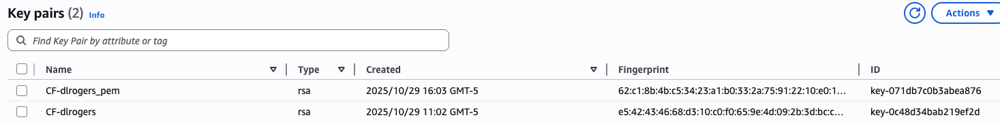 Key pairs (2) Info
Actions
Find Key Pair by attribute or tag
Name Type Created Fingerprint ID
CF-dlrogers_pem rsa 2025/10/29 16:03 GMT-5 62:c1:8b:4b:c5:34:23:a1:b0:33:2a:75:91:22:10:e0:1... key-071db7c0b3abea876
CF-dlrogers rsa 2025/10/29 11:02 GMT-5 e5:42:43:46:68:d3:10:c0:f0:65:9e:4d:09:2b:3d:bc:c... key-0c48d34bab219ef2d